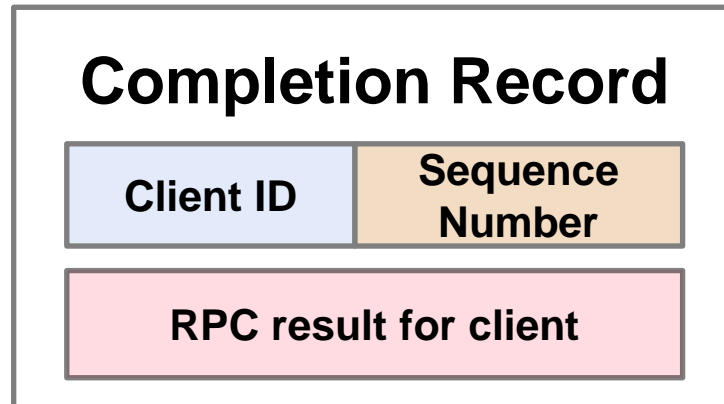 Completion Record
Client ID
Sequence
Number
RPC result for client